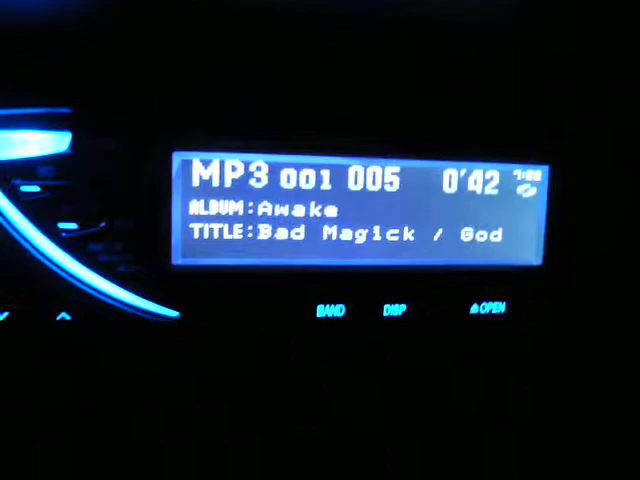 MP3 001 005 0'42
ALBUM:Awake
TITLE:Bad Magick / God
BAND DISP ⏏OPEN